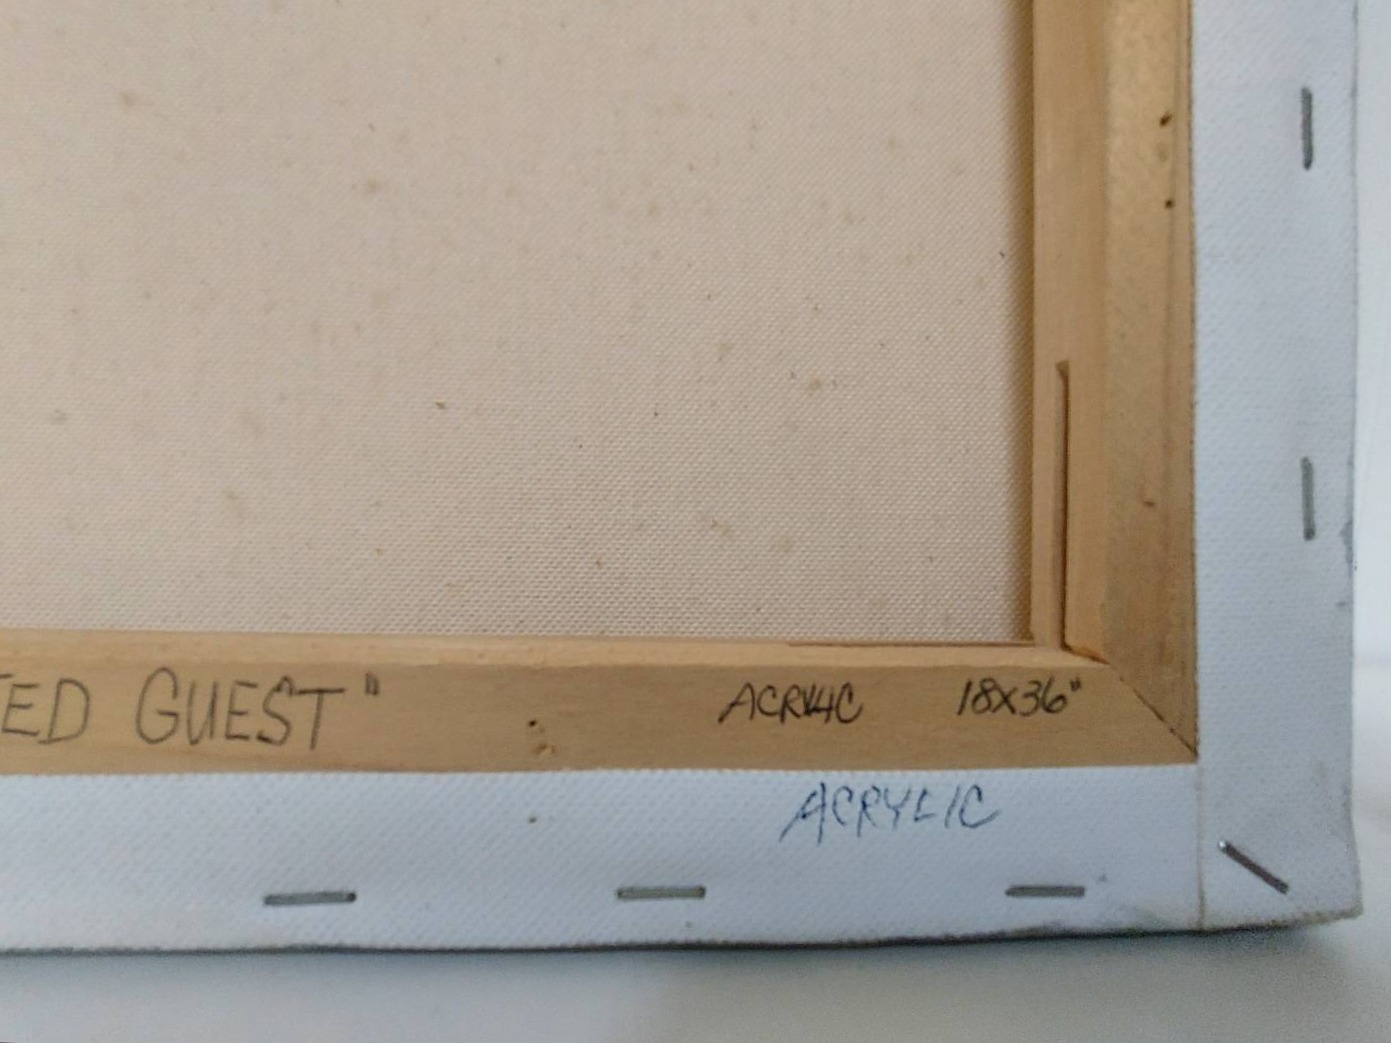 ED GUEST" ACRYLIC 18X36"
ACRYLIC